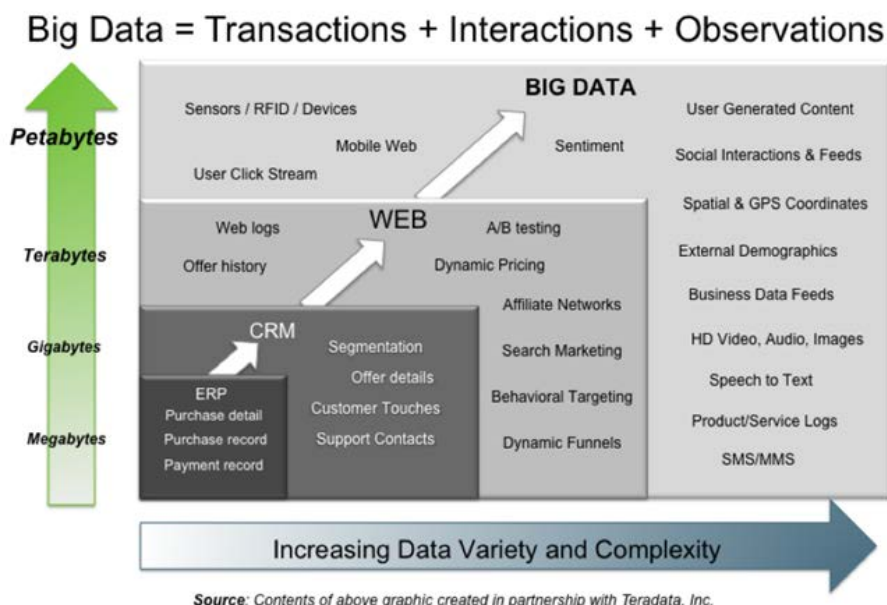 Big Data = Transactions + Interactions + Observations
BIG DATA
Sensors / RFID / Devices
User Generated Content
Petabytes
Mobile Web
Sentiment
Social Interactions & Feeds
User Click Stream
Spatial & GPS Coordinates
WEB
Web logs
A/B testing
Terabytes
External Demographics
Offer history
Dynamic Pricing
Business Data Feeds
Affiliate Networks
CRM
HD Video, Audio, Images
Gigabytes
Segmentation
Search Marketing
Offer details
Speech to Text
ERP
Behavioral Targeting
Purchase detail
Customer Touches
Product/Service Logs
Megabytes
Purchase record
Support Contacts
Dynamic Funnels
Payment record
SMS/MMS
Increasing Data Variety and Complexity
Source: Contents of above graphic created in partnership with Teradata, Inc.